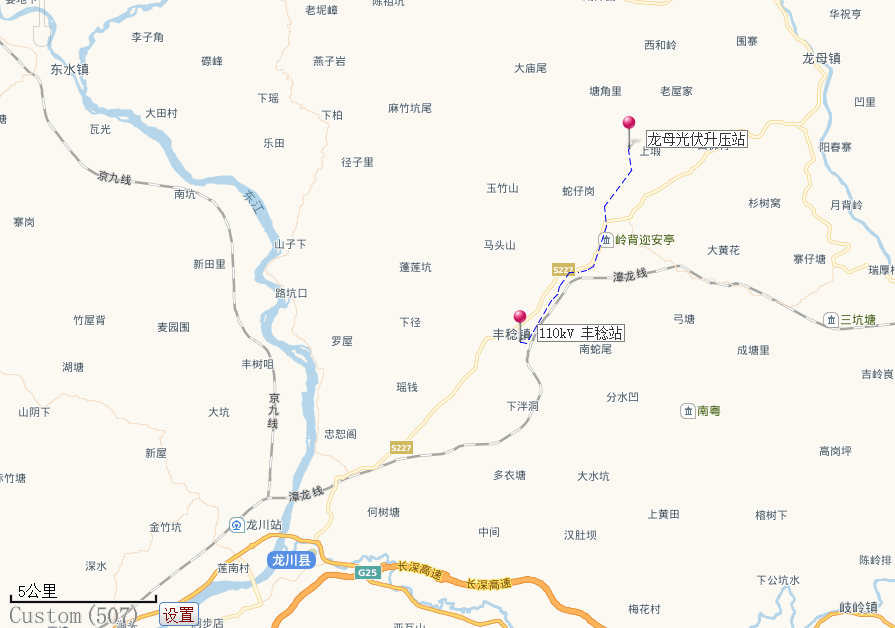 老坭嶂
华祝亨
李子角
西和岭
围寨
磜峰
燕子岩
龙母镇
东水镇
大庙尾
塘角里
老屋家
下瑶
凹里
大田村
下柏
麻竹坑尾
瓦光
龙母光伏升压站
乐田
上塅
阳春寨
径子里
京九线
南坑
玉竹山
蛇仔岗
东江
杉树窝
月背岭
寨岗
山子下
马头山
岭背迩安亭
大黄花
新田里
蓬莲坑
S227
漳龙线
寨仔塘
瑞厚村
路坑口
竹屋背
麦园围
下径
弓塘
三坑塘
罗屋
丰稔镇
110kV 丰稔站
南蛇尾
成塘里
湖塘
丰树咀
吉岭崀
瑶钱
京九线
分水凹
山阴下
大坑
下泮洞
南粤
忠恕阁
新屋
S227
高岗坪
赤竹塘
多衣塘
大水坑
漳龙线
何树塘
上黄田
榕树下
金竹坑
龙川站
中间
汉肚坝
龙川县
深水
莲南村
G25
长深高速
长深高速
陈岭排
下公坑水
5公里
Custom(507)
设置
梅花村
岐岭镇